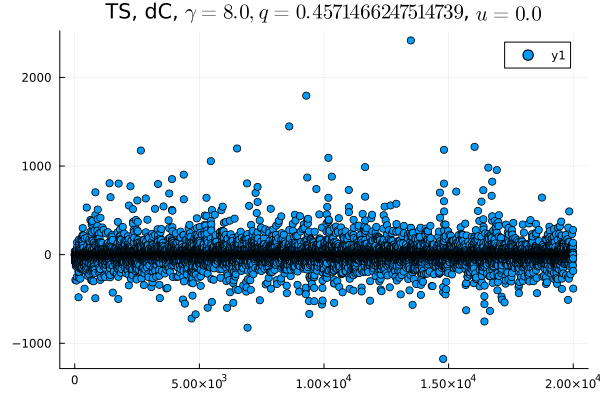 TS, dC, γ = 8.0, q = 0.4571466247514739, u = 0.0
y1
2000
1000
0
−1000
0 5.00×10³ 1.00×10⁴ 1.50×10⁴ 2.00×10⁴